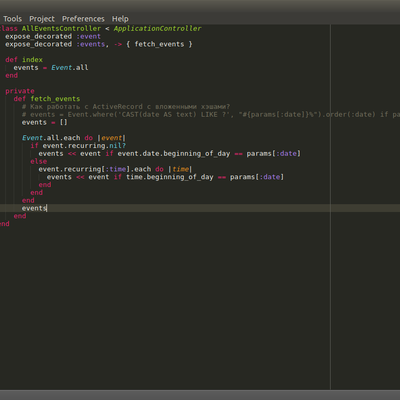 Tools Project Preferences Help
lass AllEventsController < ApplicationController
expose_decorated :event
expose_decorated :events, -> { fetch_events }
def index
events = Event.all
end
private
def fetch_events
# Как работать с ActiveRecord с вложенными хэшами?
# events = Event.where('CAST(date AS text) LIKE ?', "#{params[:date]}%").order(:date) if pa
events = []
Event.all.each do |event|
if event.recurring.nil?
events << event if event.date.beginning_of_day == params[:date]
else
event.recurring[:time].each do |time|
events << event if time.beginning_of_day == params[:date]
end
end
end
events
end
end